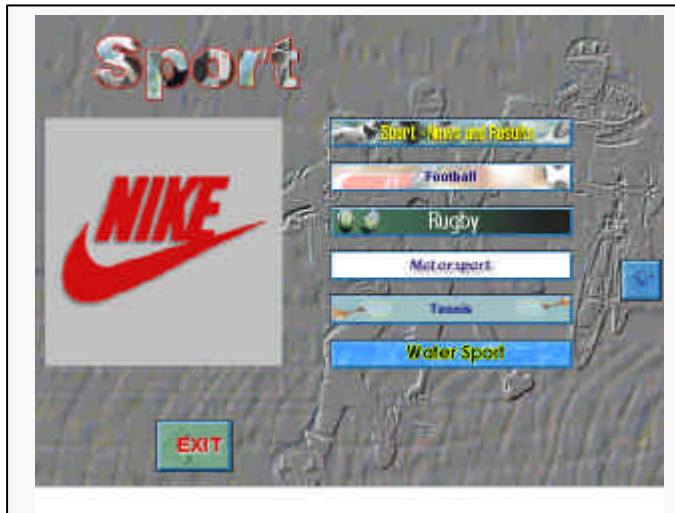 Sport
NIKE
Sport - News and Results
Football
Rugby
Motorsport
Tennis
Water Sport
EXIT